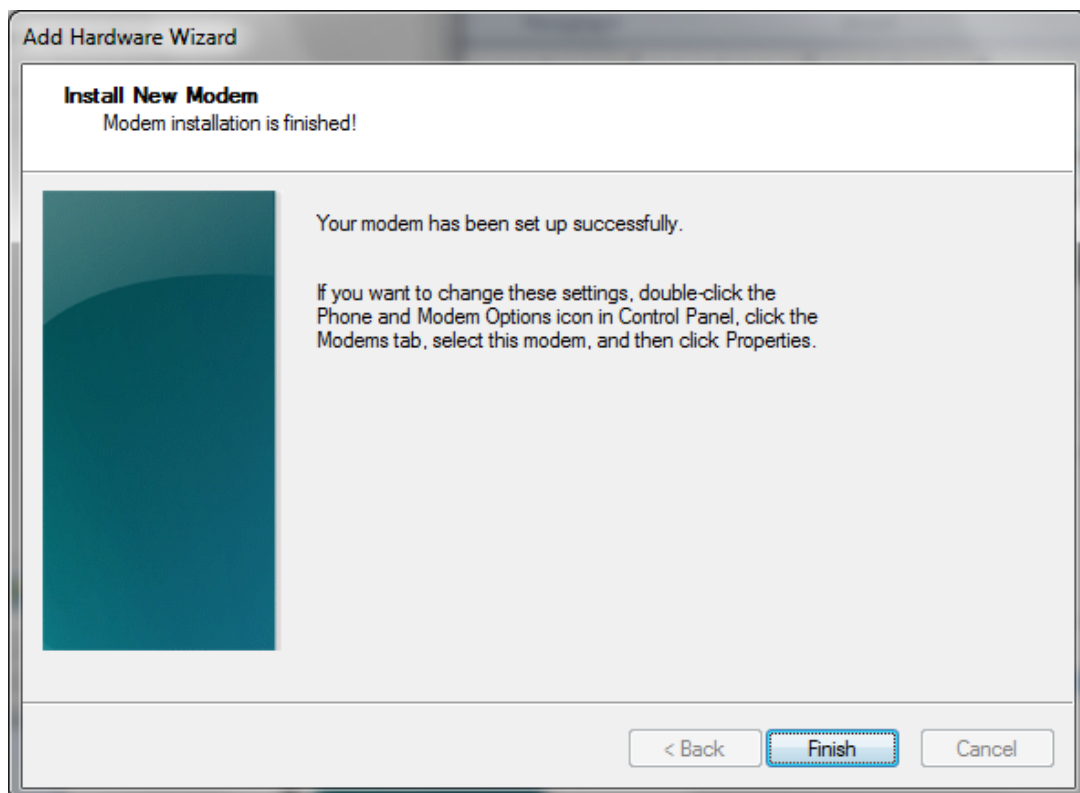 Add Hardware Wizard
Install New Modem
Modem installation is finished!
Your modem has been set up successfully.
If you want to change these settings, double-click the
Phone and Modem Options icon in Control Panel, click the
Modems tab, select this modem, and then click Properties.
< Back
Finish
Cancel